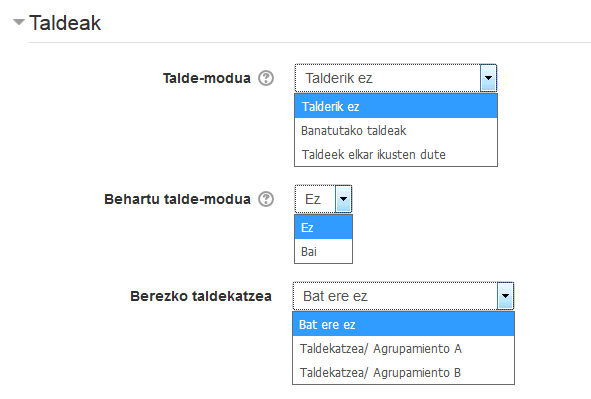 Taldeak
Talde-modua Talderik ez
Talderik ez
Banatutako taldeak
Taldeek elkar ikusten dute
Behartu talde-modua Ez
Ez
Bai
Berezko taldekatzea Bat ere ez
Bat ere ez
Taldekatzea/ Agrupamiento A
Taldekatzea/ Agrupamiento B